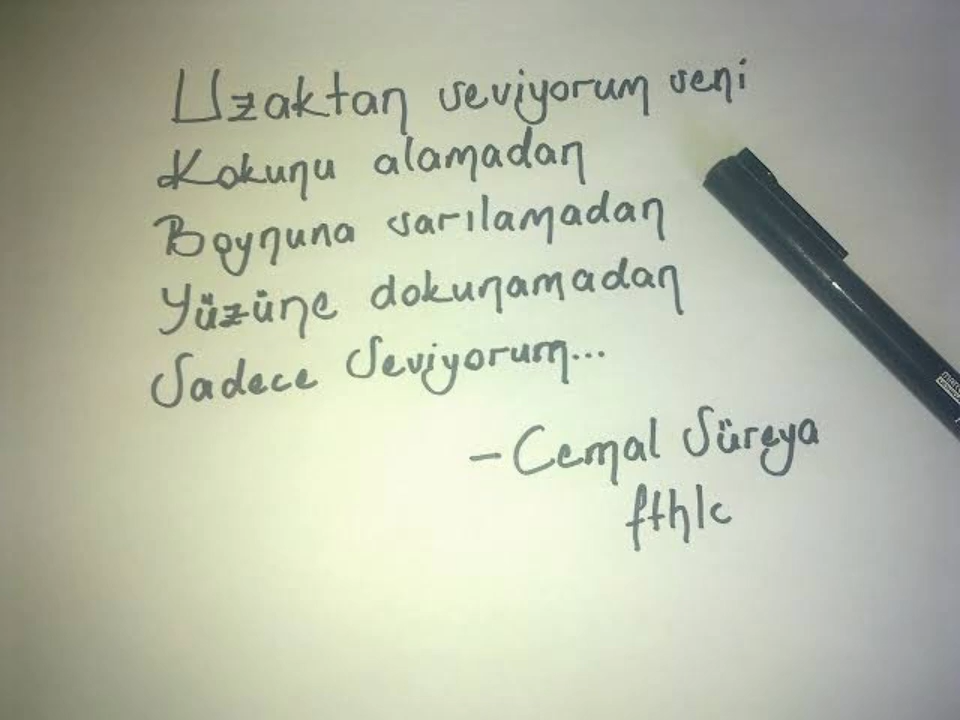 Uzaktan seviyorum seni
Kokunu alamadan
Boynuna sarılamadan
Yüzüne dokunamadan
Sadece Seviyorum...
- Cemal Süreya
fthlc